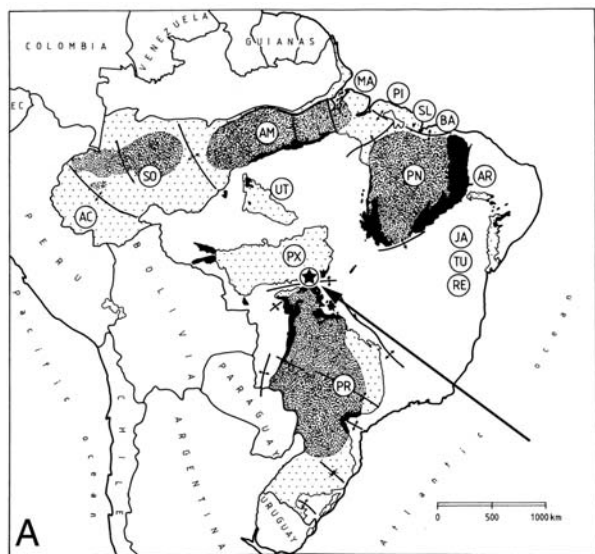 COLOMBIA
VENEZUELA
GUIANAS
EC
MA
PI
SL
BA
AM
SO
PN
AR
UT
AC
JA
TU
RE
PX
PERU
BOLIVIA
PARAGUAY
PR
Pacific ocean
CHILE
ARGENTINA
URUGUAY
Atlantic ocean
0 500 1000 km
A